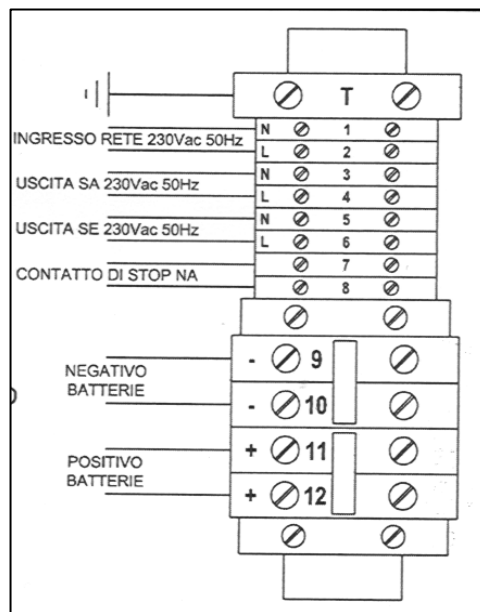 T
INGRESSO RETE 230Vac 50Hz
N 1
L 2
USCITA SA 230Vac 50Hz
N 3
L 4
USCITA SE 230Vac 50Hz
N 5
L 6
CONTATTO DI STOP NA
7
8
NEGATIVO
BATTERIE
- 9
- 10
POSITIVO
BATTERIE
+ 11
+ 12